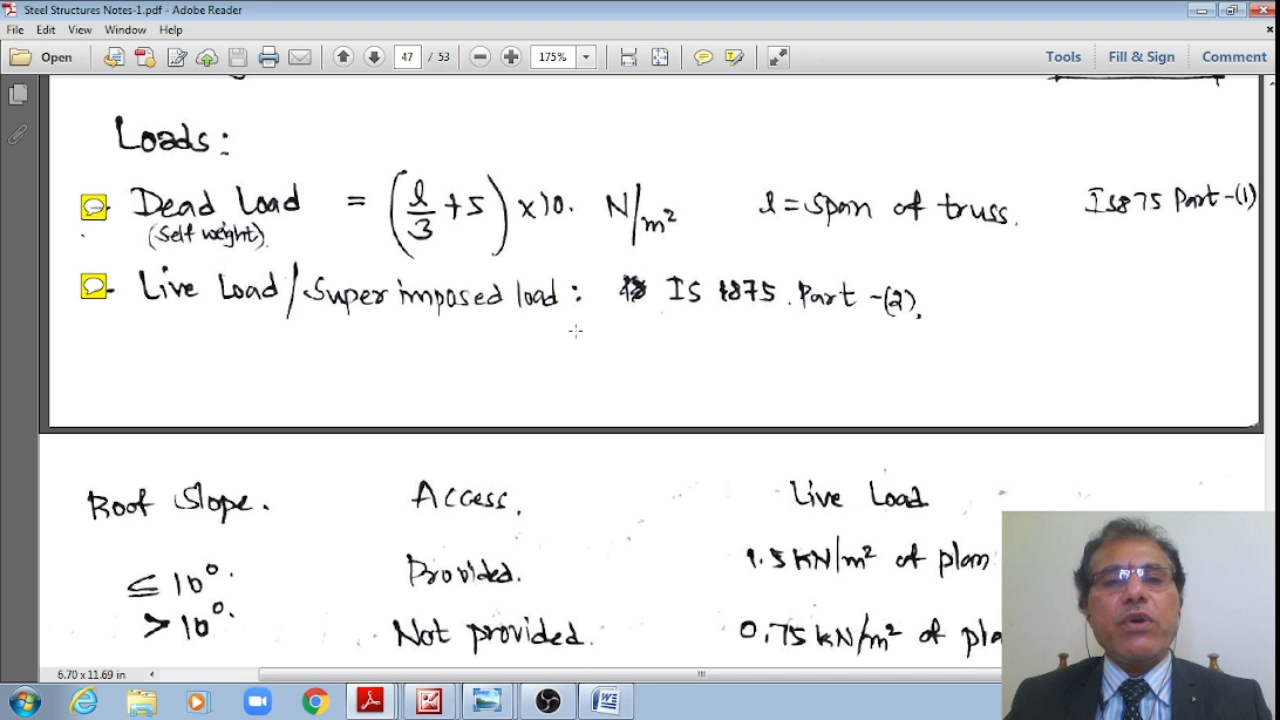 Steel Structures Notes-1.pdf - Adobe Reader
File Edit View Window Help
Open 47 / 53 175% Tools Fill & Sign Comment
Loads:
Dead Load = (l/3 + 5) × 10. N/m² l = span of truss. IS875 Part-(1)
(Self weight).
Live Load/Super imposed load: IS 1875. Part -(2).
Roof Slope. Access. Live Load
≤ 10°. Provided. 1.5 KN/m² of plan
> 10°. Not provided. 0.75 KN/m² of pla
6.70 x 11.69 in